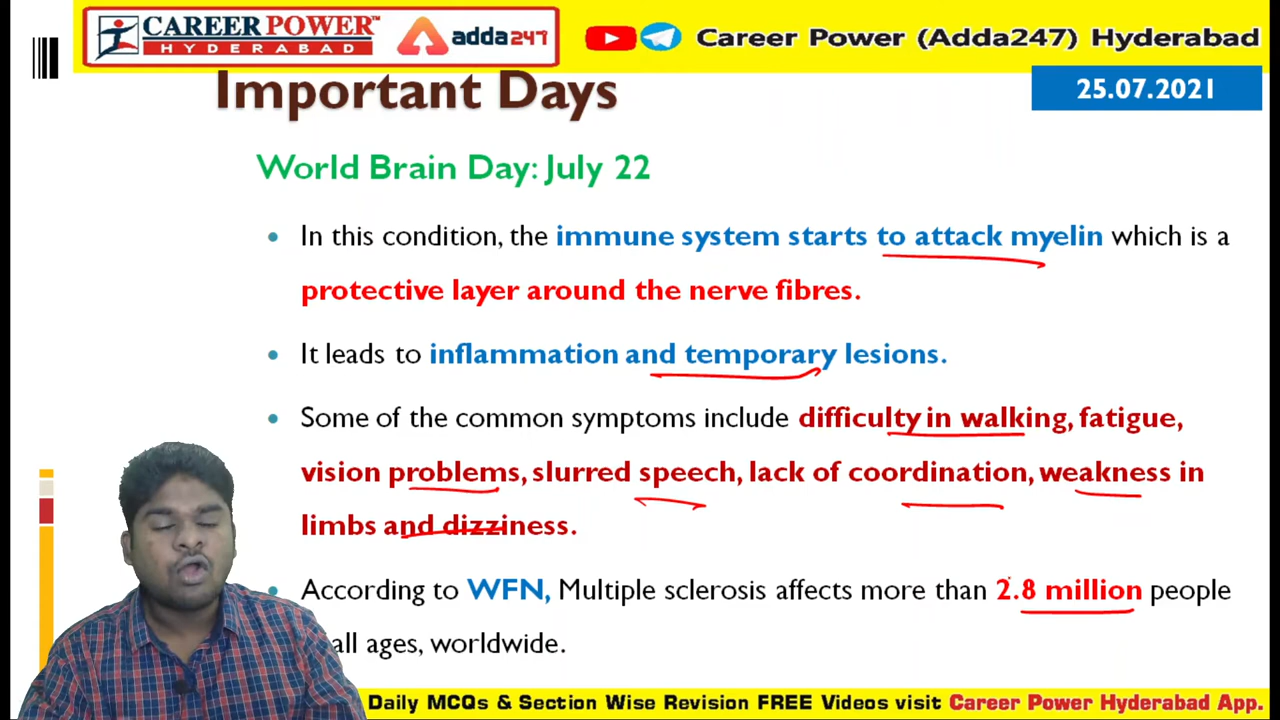 CAREER POWER™
HYDERABAD
adda247
Career Power (Adda247) Hyderabad
Important Days
25.07.2021
World Brain Day: July 22
• In this condition, the immune system starts to attack myelin which is a
protective layer around the nerve fibres.
• It leads to inflammation and temporary lesions.
• Some of the common symptoms include difficulty in walking, fatigue,
vision problems, slurred speech, lack of coordination, weakness in
limbs and dizziness.
• According to WFN, Multiple sclerosis affects more than 2.8 million people
all ages, worldwide.
Daily MCQs & Section Wise Revision FREE Videos visit Career Power Hyderabad App.